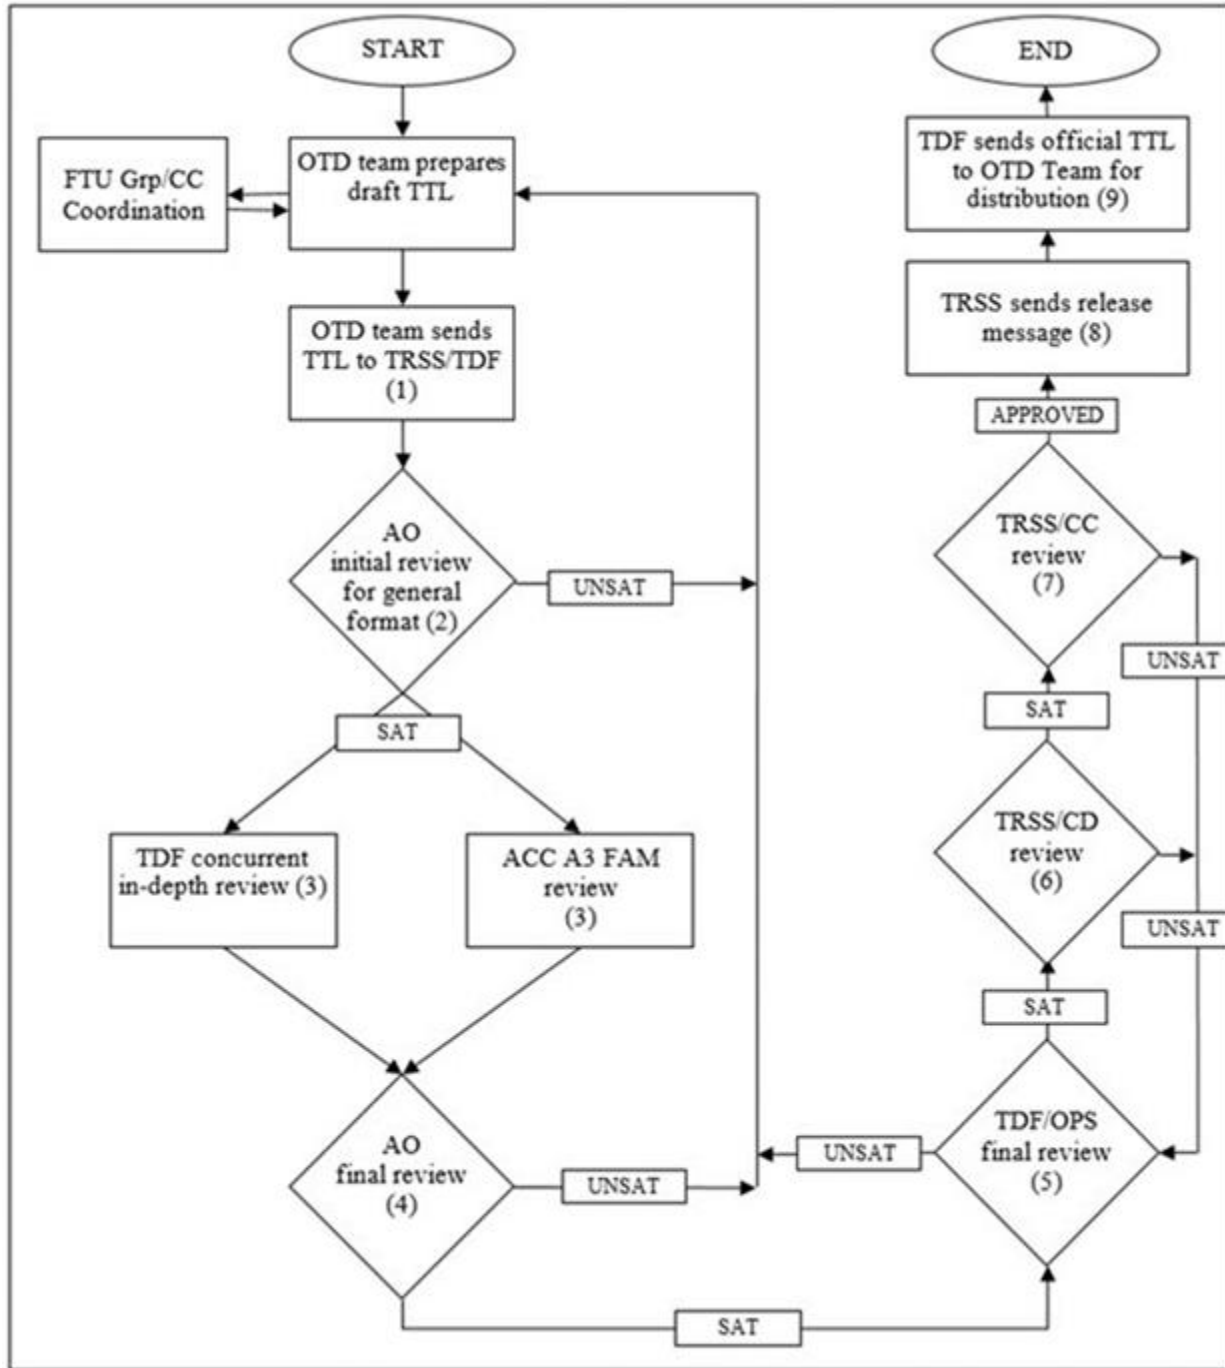 START
OTD team prepares
draft TTL
FTU Grp/CC
Coordination
OTD team sends
TTL to TRSS/TDF
(1)
AO
initial review
for general
format (2)
UNSAT
SAT
TDF concurrent
in-depth review (3)
ACC A3 FAM
review
(3)
AO
final review
(4)
UNSAT
SAT
TDF/OPS
final review
(5)
UNSAT
SAT
TRSS/CD
review
(6)
UNSAT
SAT
TRSS/CC
review
(7)
UNSAT
APPROVED
TRSS sends release
message (8)
TDF sends official TTL
to OTD Team for
distribution (9)
END